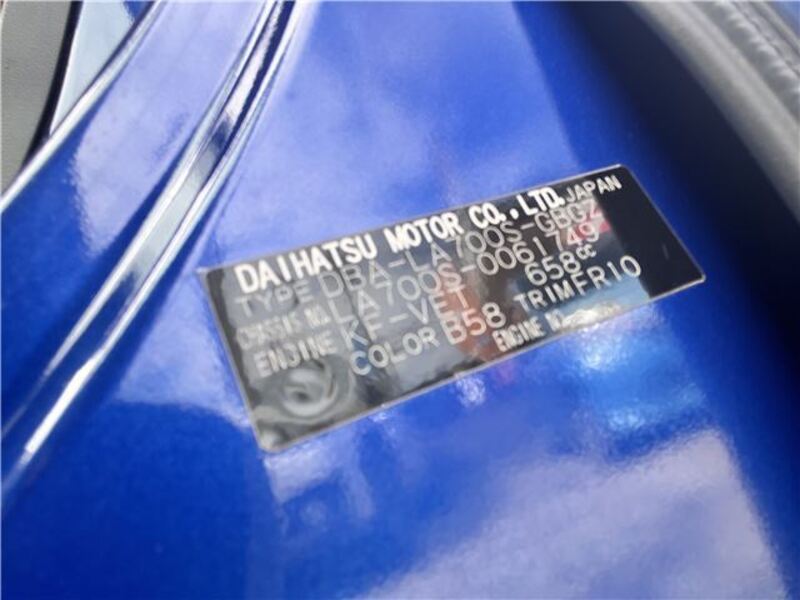 DAIHATSU MOTOR CO., LTD. JAPAN
TYPE DBA-LA700S-GBGZ
CHASSIS NO. LA700S-0061749
ENGINE KF-VET 658cc
COLOR B58 TRIM FR10
ENGINE NO.